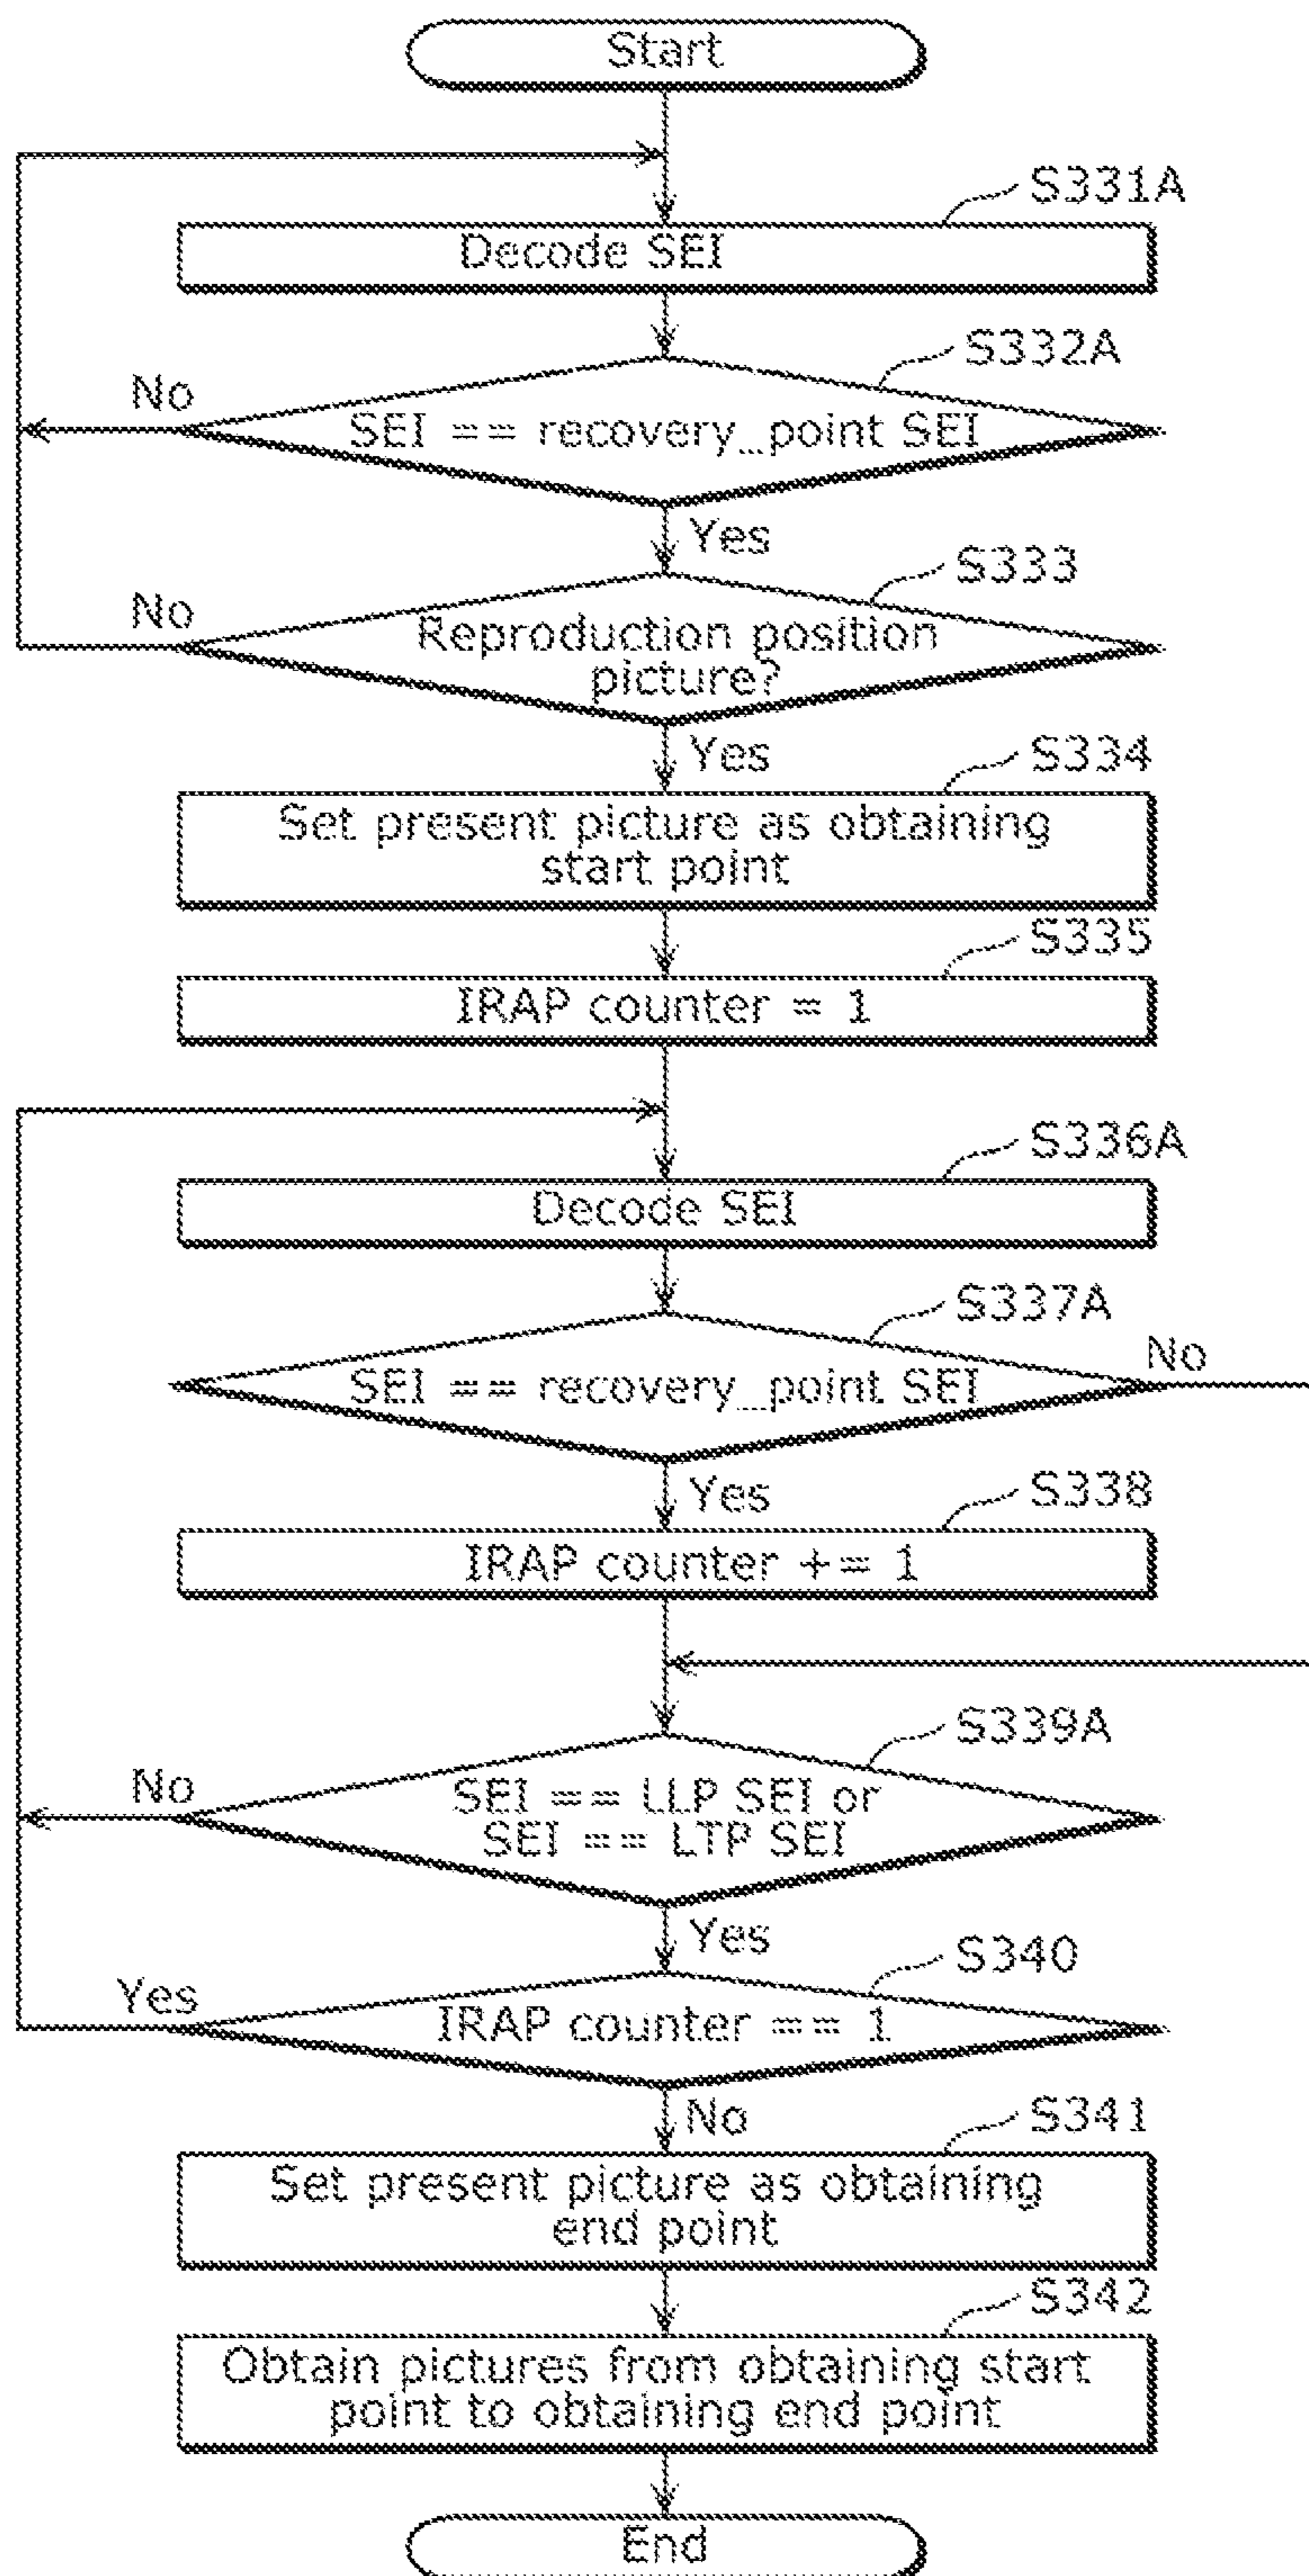 Start
S331A
Decode SEI
S332A
No
SEI == recovery_point SEI
Yes
S333
No
Reproduction position
picture?
Yes
S334
Set present picture as obtaining
start point
S335
IRAP counter = 1
S336A
Decode SEI
S337A
No
SEI == recovery_point SEI
Yes
S338
IRAP counter += 1
S339A
No
SEI == LLP SEI or
SEI == LTP SEI
Yes
S340
Yes
IRAP counter == 1
No
S341
Set present picture as obtaining
end point
S342
Obtain pictures from obtaining start
point to obtaining end point
End